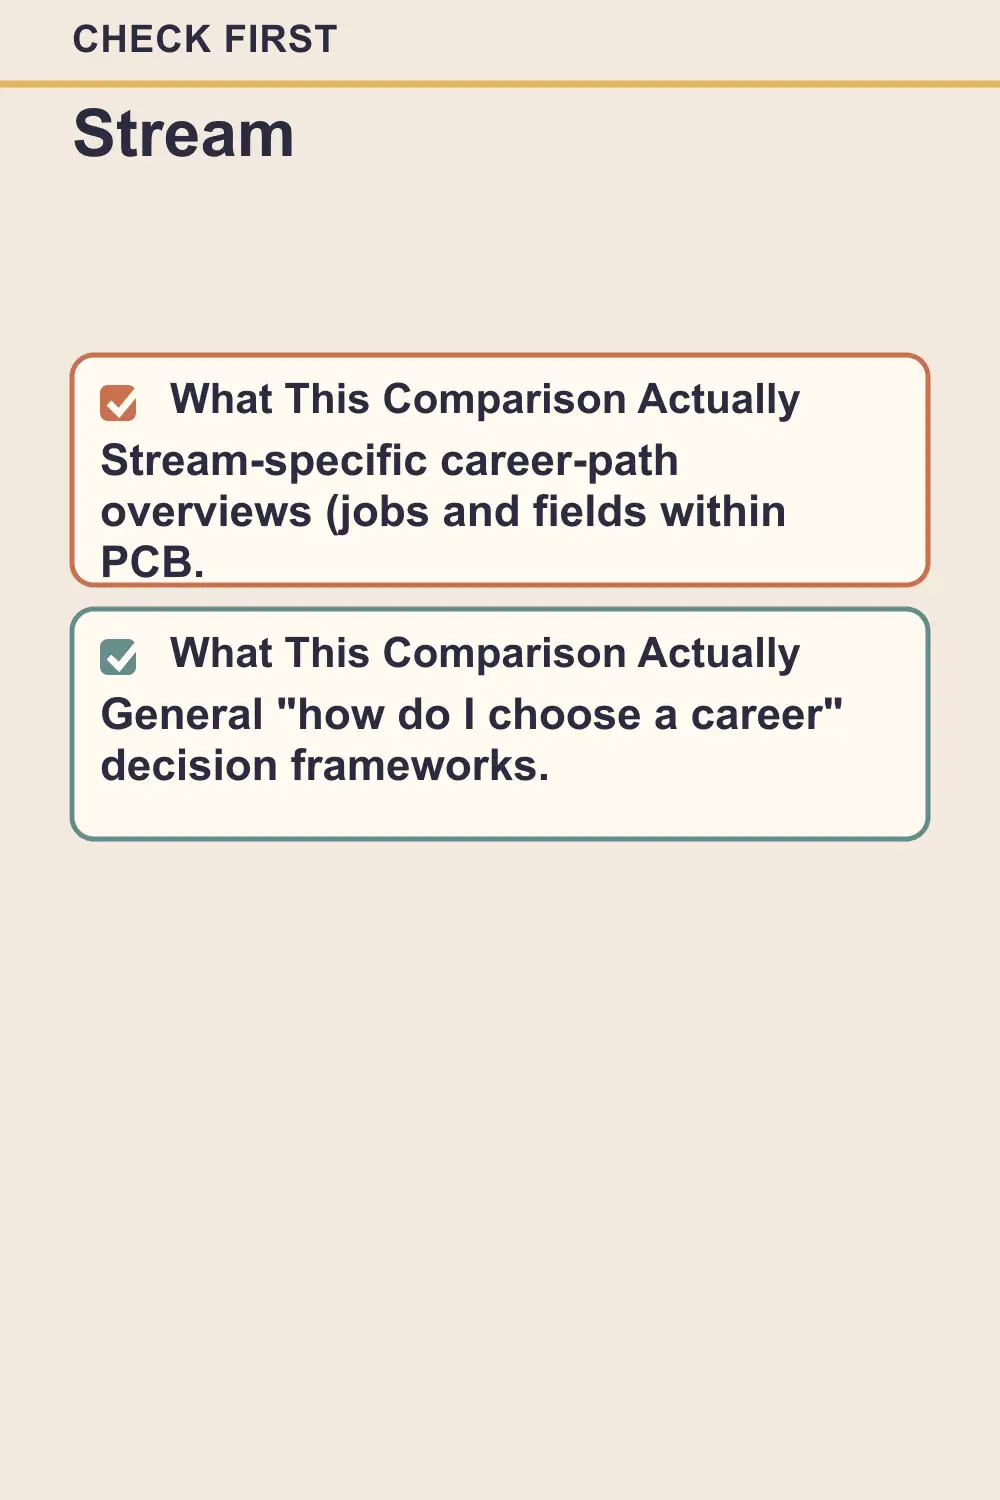 CHECK FIRST
Stream
What This Comparison Actually
Stream-specific career-path
overviews (jobs and fields within
PCB.
What This Comparison Actually
General "how do I choose a career"
decision frameworks.